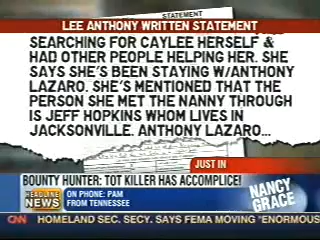 STATEMENT
LEE ANTHONY WRITTEN STATEMENT
SEARCHING FOR CAYLEE HERSELF &
HAD OTHER PEOPLE HELPING HER. SHE
SAYS SHE'S BEEN STAYING W/ANTHONY
LAZARO. SHE'S MENTIONED THAT THE
PERSON SHE MET THE NANNY THROUGH
IS JEFF HOPKINS WHOM LIVES IN
JACKSONVILLE. ANTHONY LAZARO...
JUST IN
BOUNTY HUNTER: TOT KILLER HAS ACCOMPLICE!
HEADLINE
NEWS
ON PHONE: PAM
FROM TENNESSEE
NANCY
GRACE
CNN HOMELAND SEC. SECY. SAYS FEMA MOVING "ENORMOUS